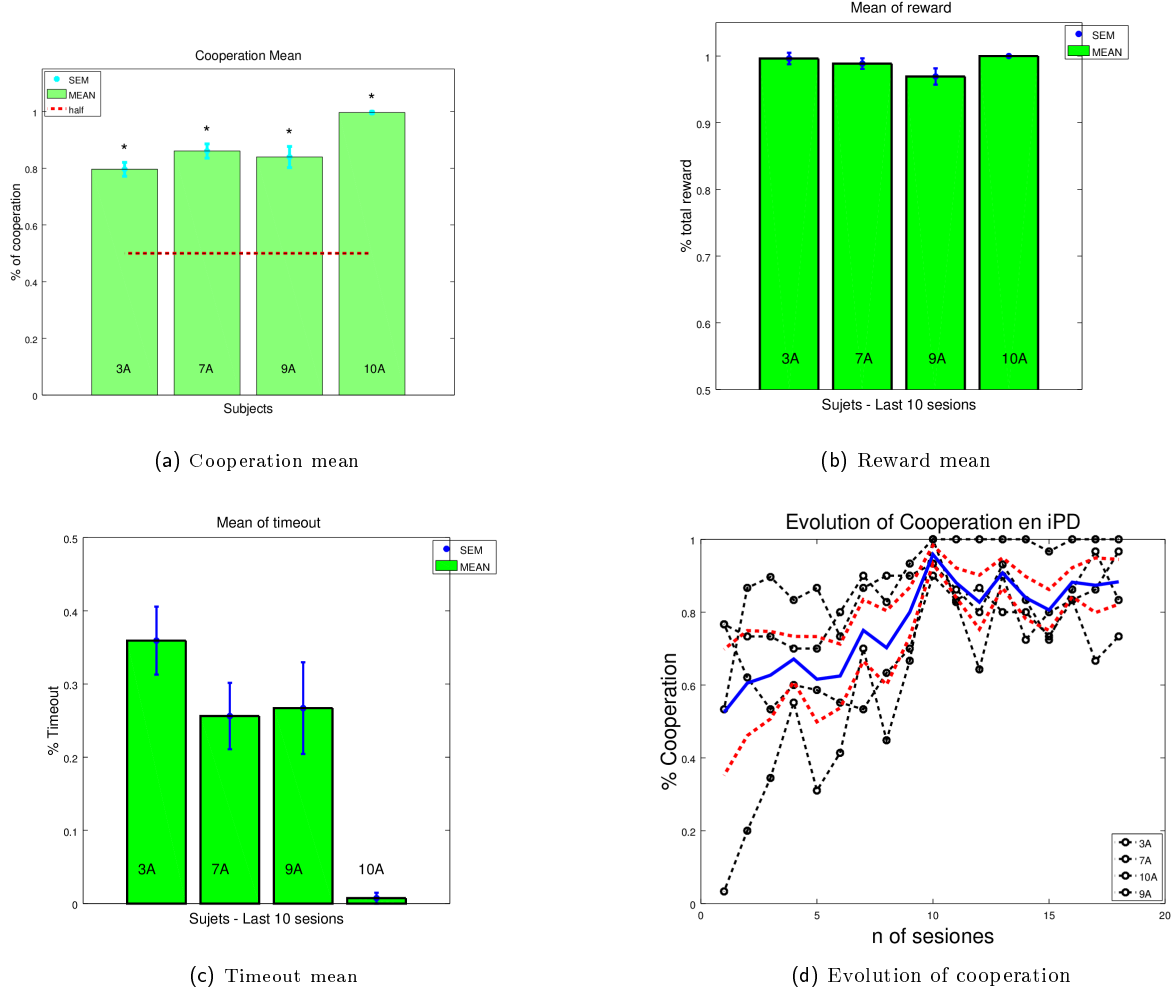 Cooperation Mean
SEM
MEAN
half
*
*
*
*
1
0.8
0.6
0.4
0.2
0
% of cooperation
3A
7A
9A
10A
Subjects
(a) Cooperation mean
Mean of reward
SEM
MEAN
1
0.9
0.8
0.7
0.6
0.5
% total reward
3A
7A
9A
10A
Sujets - Last 10 sesions
(b) Reward mean
Mean of timeout
SEM
MEAN
0.5
0.4
0.3
0.2
0.1
0
% Timeout
3A
7A
9A
10A
Sujets - Last 10 sesions
(c) Timeout mean
Evolution of Cooperation en iPD
1
0.8
0.6
0.4
0.2
0
% Cooperation
3A
7A
10A
9A
0
5
10
15
20
n of sesiones
(d) Evolution of cooperation